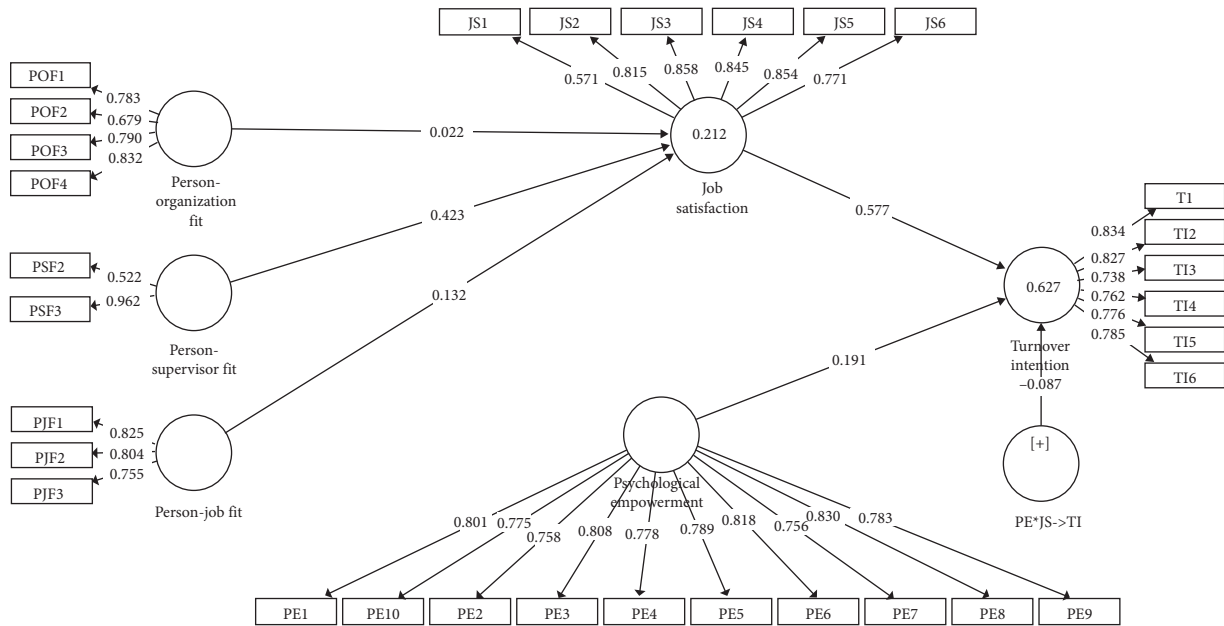 JS1 JS2 JS3 JS4 JS5 JS6
0.571 0.815 0.858 0.845 0.854 0.771
POF1
POF2
POF3
POF4
0.783
0.679
0.790
0.832
Person-
organization
fit
0.022
0.212
Job
satisfaction
0.423
0.132
PSF2
PSF3
0.522
0.962
Person-
supervisor fit
PJF1
PJF2
PJF3
0.825
0.804
0.755
Person-job fit
0.577
0.191
0.627
Turnover
intention
−0.087
[+]
PE*JS->TI
0.834
0.827
0.738
0.762
0.776
0.785
T1
TI2
TI3
TI4
TI5
TI6
Psychological
empowerment
0.801 0.775 0.758 0.808 0.778 0.789 0.818 0.756 0.830 0.783
PE1 PE10 PE2 PE3 PE4 PE5 PE6 PE7 PE8 PE9